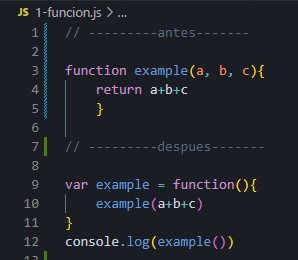 1-funcion.js > ...
1 // ---------antes-------
2
3 function example(a, b, c){
4 return a+b+c
5 }
6
7 // ---------despues-------
8
9 var example = function(){
10 example(a+b+c)
11 }
12 console.log(example())
13